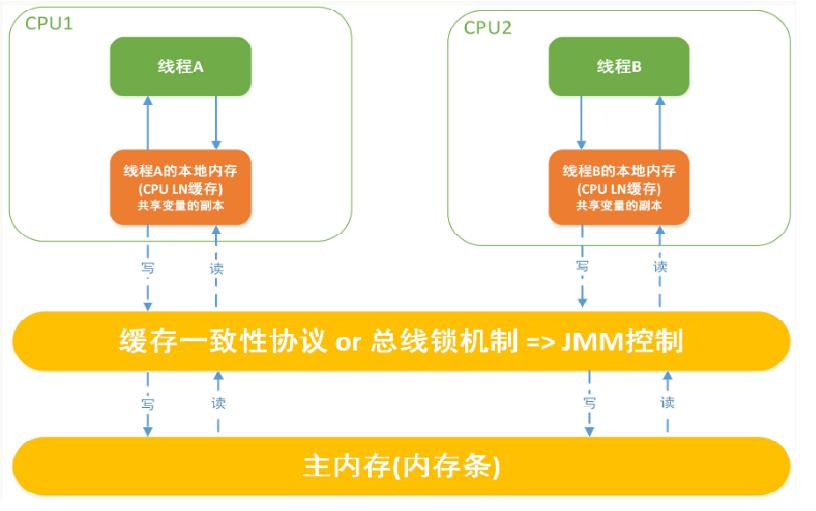 CPU1
CPU2
线程A
线程B
线程A的本地内存
(CPU LN缓存)
共享变量的副本
线程B的本地内存
(CPU LN缓存)
共享变量的副本
写
读
写
读
缓存一致性协议 or 总线锁机制 => JMM控制
写
读
写
读
主内存(内存条)